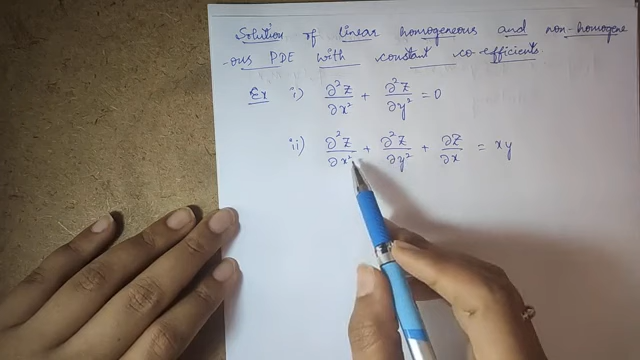 Solution of linear homogeneous and non-homogene
-ous PDE with constant co-efficients
Ex i) ∂²z/∂x² + ∂²z/∂y² = 0
ii) ∂²z/∂x² + ∂²z/∂y² + ∂z/∂x = xy